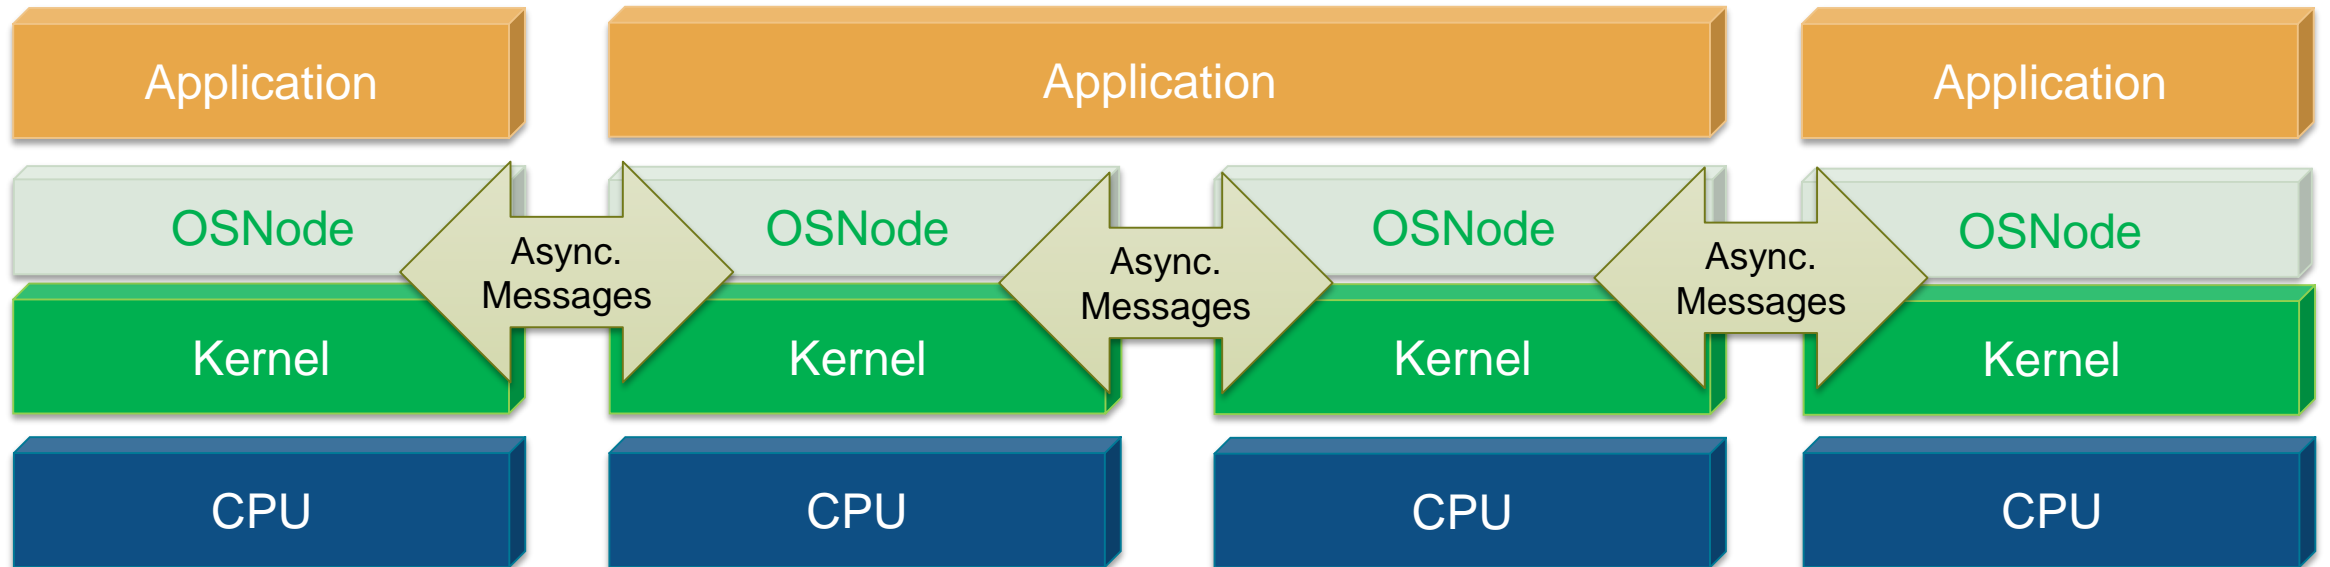 Application
Application
Application
OSNode
OSNode
OSNode
OSNode
Async.
Messages
Async.
Messages
Async.
Messages
Kernel
Kernel
Kernel
Kernel
CPU
CPU
CPU
CPU